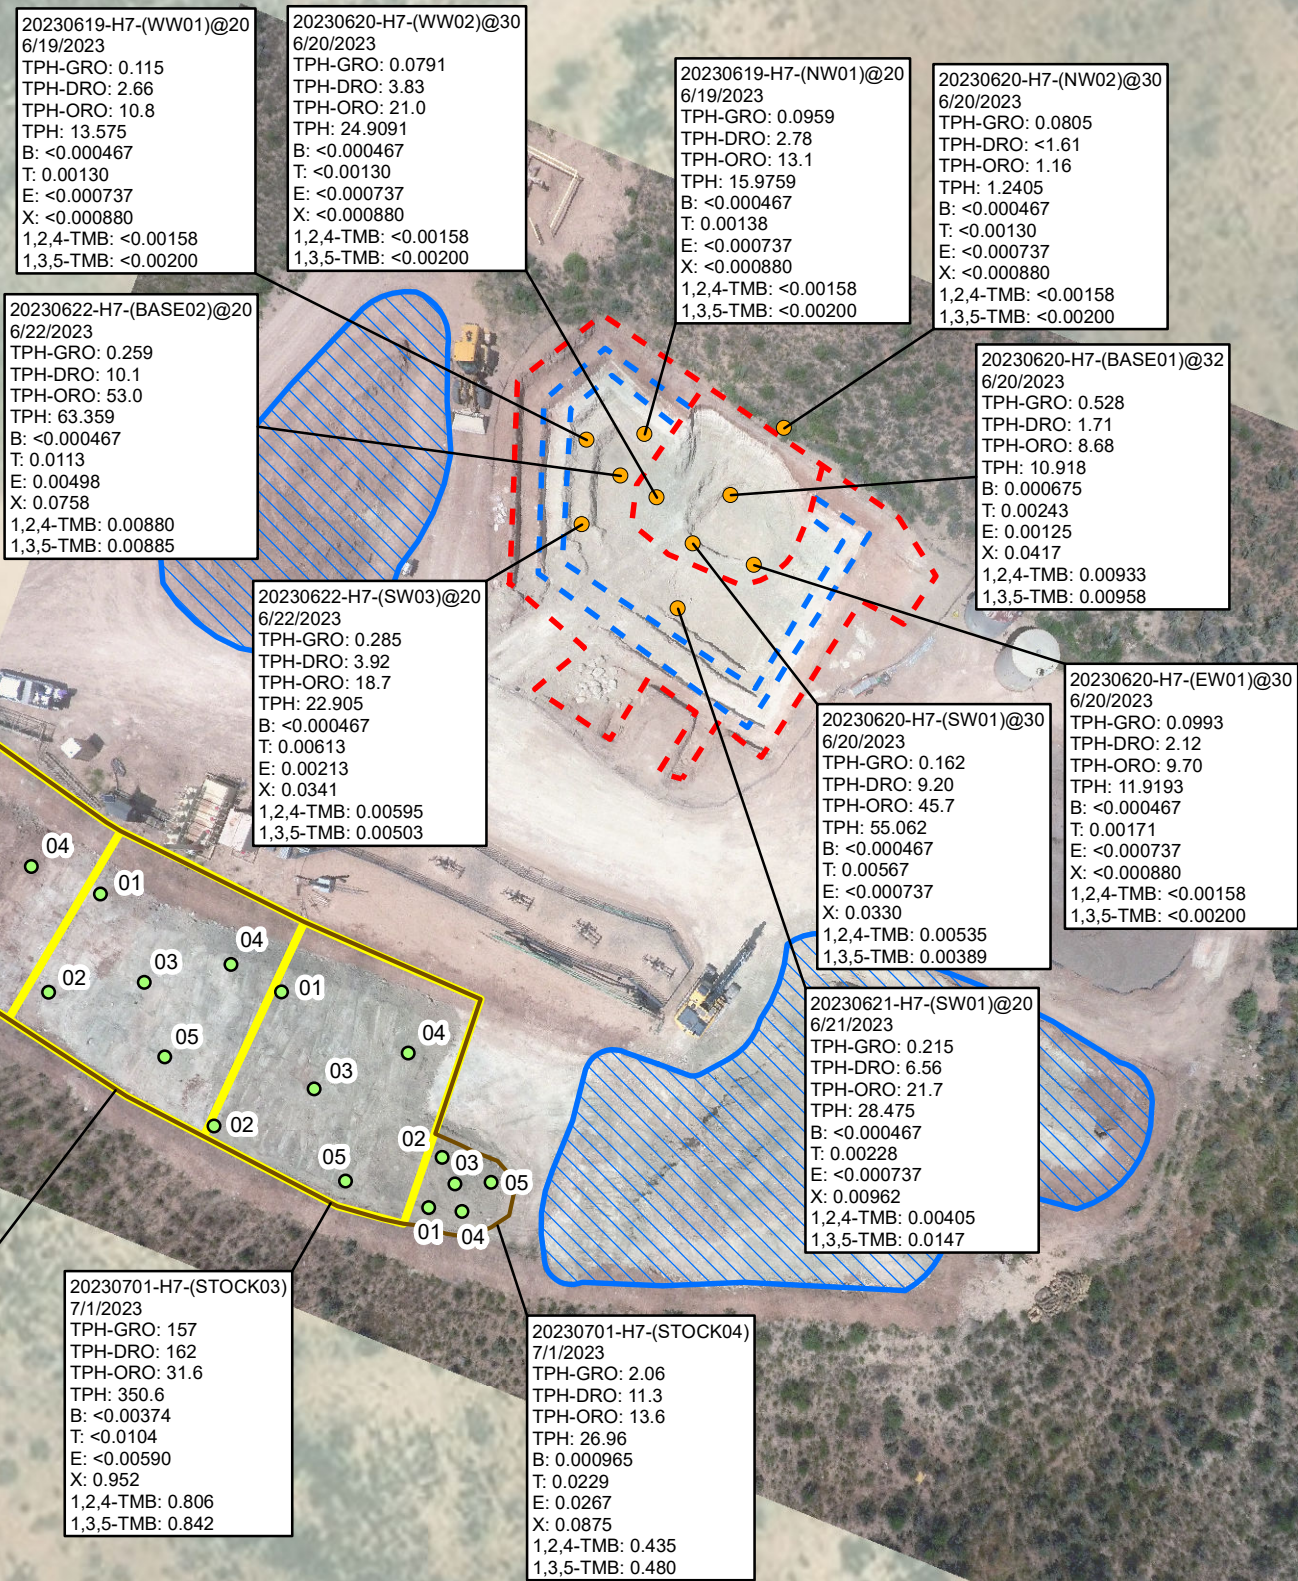 20230619-H7-(WW01)@20
6/19/2023
TPH-GRO: 0.115
TPH-DRO: 2.66
TPH-ORO: 10.8
TPH: 13.575
B: <0.000467
T: 0.00130
E: <0.000737
X: <0.000880
1,2,4-TMB: <0.00158
1,3,5-TMB: <0.00200
20230620-H7-(WW02)@30
6/20/2023
TPH-GRO: 0.0791
TPH-DRO: 3.83
TPH-ORO: 21.0
TPH: 24.9091
B: <0.000467
T: <0.00130
E: <0.000737
X: <0.000880
1,2,4-TMB: <0.00158
1,3,5-TMB: <0.00200
20230619-H7-(NW01)@20
6/19/2023
TPH-GRO: 0.0959
TPH-DRO: 2.78
TPH-ORO: 13.1
TPH: 15.9759
B: <0.000467
T: 0.00138
E: <0.000737
X: <0.000880
1,2,4-TMB: <0.00158
1,3,5-TMB: <0.00200
20230620-H7-(NW02)@30
6/20/2023
TPH-GRO: 0.0805
TPH-DRO: <1.61
TPH-ORO: 1.16
TPH: 1.2405
B: <0.000467
T: <0.00130
E: <0.000737
X: <0.000880
1,2,4-TMB: <0.00158
1,3,5-TMB: <0.00200
20230622-H7-(BASE02)@20
6/22/2023
TPH-GRO: 0.259
TPH-DRO: 10.1
TPH-ORO: 53.0
TPH: 63.359
B: <0.000467
T: 0.0113
E: 0.00498
X: 0.0758
1,2,4-TMB: 0.00880
1,3,5-TMB: 0.00885
20230620-H7-(BASE01)@32
6/20/2023
TPH-GRO: 0.528
TPH-DRO: 1.71
TPH-ORO: 8.68
TPH: 10.918
B: 0.000675
T: 0.00243
E: 0.00125
X: 0.0417
1,2,4-TMB: 0.00933
1,3,5-TMB: 0.00958
20230622-H7-(SW03)@20
6/22/2023
TPH-GRO: 0.285
TPH-DRO: 3.92
TPH-ORO: 18.7
TPH: 22.905
B: <0.000467
T: 0.00613
E: 0.00213
X: 0.0341
1,2,4-TMB: 0.00595
1,3,5-TMB: 0.00503
20230620-H7-(SW01)@30
6/20/2023
TPH-GRO: 0.162
TPH-DRO: 9.20
TPH-ORO: 45.7
TPH: 55.062
B: <0.000467
T: 0.00567
E: <0.000737
X: 0.0330
1,2,4-TMB: 0.00535
1,3,5-TMB: 0.00389
20230620-H7-(EW01)@30
6/20/2023
TPH-GRO: 0.0993
TPH-DRO: 2.12
TPH-ORO: 9.70
TPH: 11.9193
B: <0.000467
T: 0.00171
E: <0.000737
X: <0.000880
1,2,4-TMB: <0.00158
1,3,5-TMB: <0.00200
20230621-H7-(SW01)@20
6/21/2023
TPH-GRO: 0.215
TPH-DRO: 6.56
TPH-ORO: 21.7
TPH: 28.475
B: <0.000467
T: 0.00228
E: <0.000737
X: 0.00962
1,2,4-TMB: 0.00405
1,3,5-TMB: 0.0147
04
01
02
03
04
05
01
02
03
04
05
02
03
05
01
04
20230701-H7-(STOCK03)
7/1/2023
TPH-GRO: 157
TPH-DRO: 162
TPH-ORO: 31.6
TPH: 350.6
B: <0.00374
T: <0.0104
E: <0.00590
X: 0.952
1,2,4-TMB: 0.806
1,3,5-TMB: 0.842
20230701-H7-(STOCK04)
7/1/2023
TPH-GRO: 2.06
TPH-DRO: 11.3
TPH-ORO: 13.6
TPH: 26.96
B: 0.000965
T: 0.0229
E: 0.0267
X: 0.0875
1,2,4-TMB: 0.435
1,3,5-TMB: 0.480